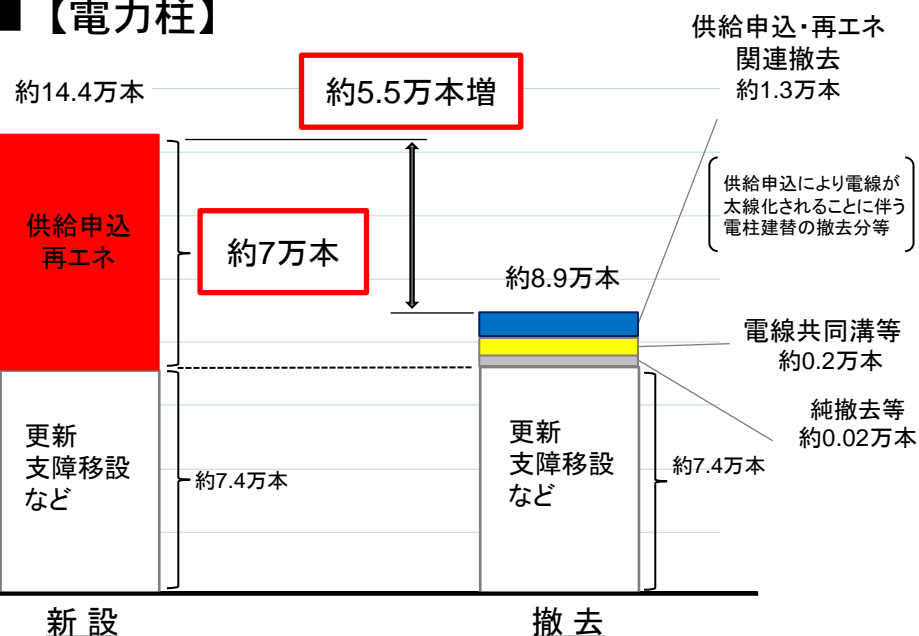 ■【電力柱】
供給申込・再エネ
関連撤去
約1.3万本
約14.4万本
約5.5万本増
供給申込により電線が
太線化されることに伴う
電柱建替の撤去分等
供給申込
再エネ
約7万本
約8.9万本
電線共同溝等
約0.2万本
純撤去等
約0.02万本
更新
支障移設
など
約7.4万本
更新
支障移設
など
約7.4万本
新 設
撤 去